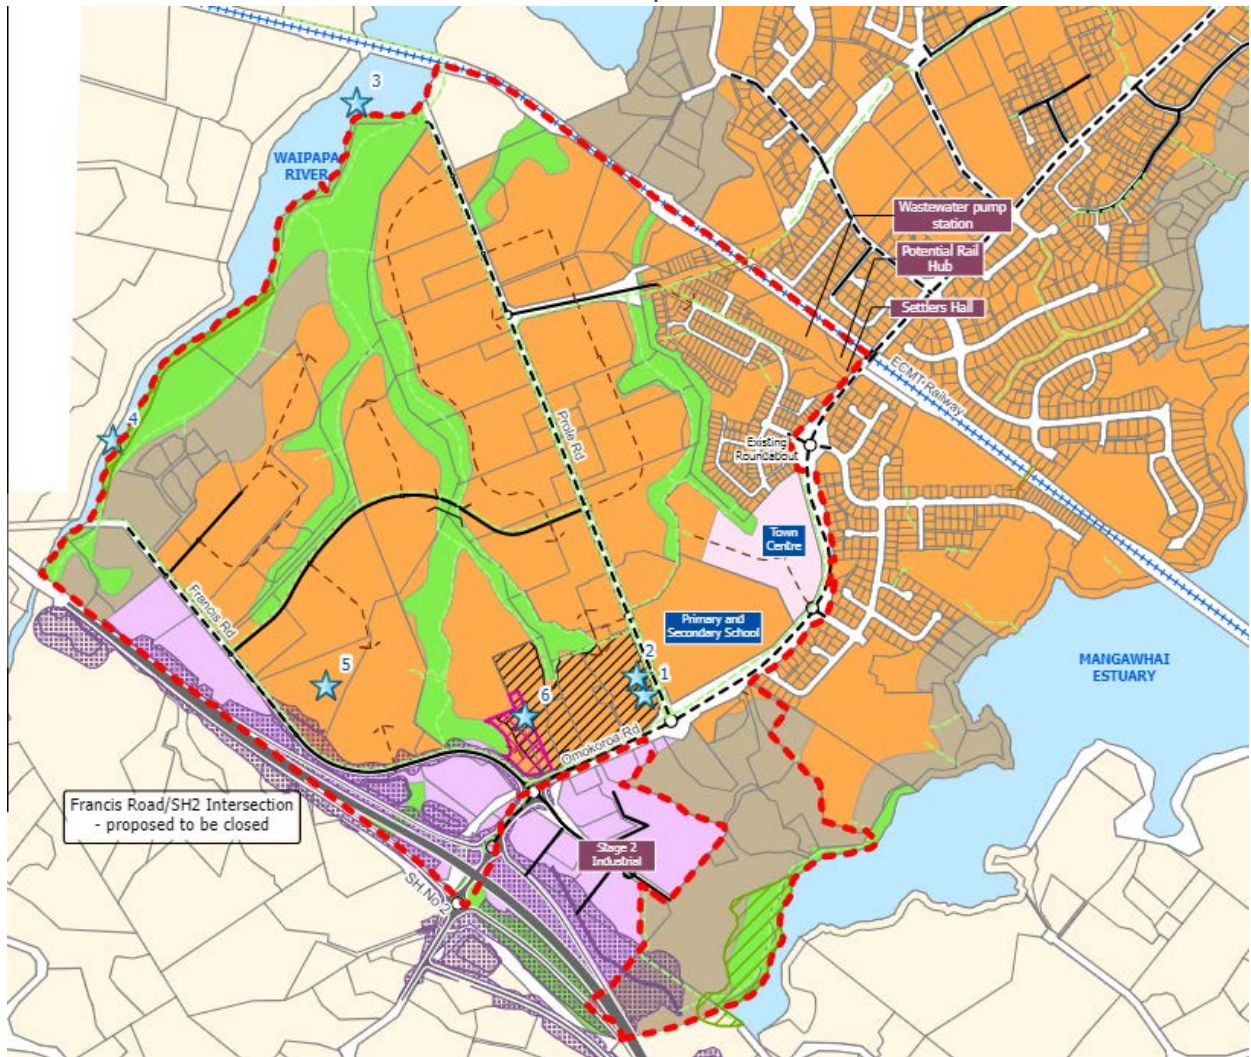 3
WAIPAPA
RIVER
Wastewater pump
station
Potential Rail
Hub
Settlers Hall
ECMT Railway
4
Prole Rd
Existing
Roundabout
Town
Centre
Francis Rd
Primary and
Secondary School
2
1
5
6
MANGAWHAI
ESTUARY
Omokoroa Rd
Francis Road/SH2 Intersection
- proposed to be closed
Stage 2
Industrial
SH No 2